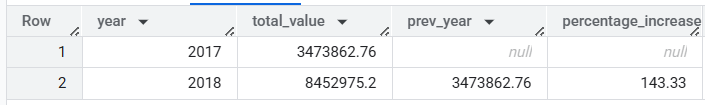 Row year total_value prev_year percentage_increase
1 2017 3473862.76 null null
2 2018 8452975.2 3473862.76 143.33